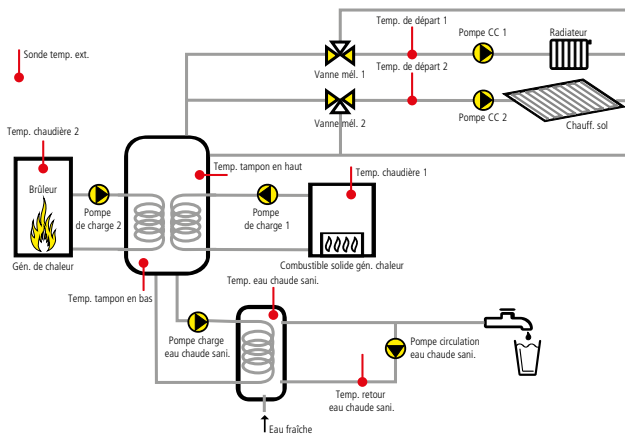 Temp. de départ 1
Pompe CC 1
Radiateur
Sonde temp. ext.
Vanne mél. 1
Temp. de départ 2
Vanne mél. 2
Pompe CC 2
Chauff. sol
Temp. chaudière 2
Temp. tampon en haut
Temp. chaudière 1
Brûleur
Pompe
de charge 2
Pompe
de charge 1
Gén. de chaleur
Combustible solide gén. chaleur
Temp. eau chaude sani.
Temp. tampon en bas
Pompe charge
eau chaude sani.
Pompe circulation
eau chaude sani.
Temp. retour
eau chaude sani.
Eau fraîche